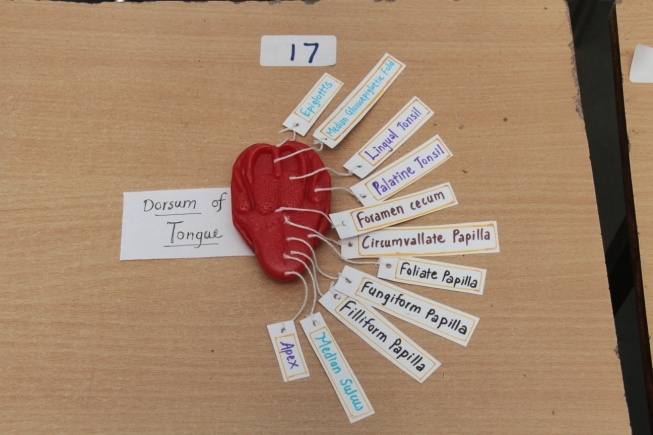 17
Epiglottis
Median Glossoepiglottic Fold
Lingual Tonsil
Palatine Tonsil
Foramen cecum
Circumvallate Papilla
Foliate Papilla
Fungiform Papilla
Filliform Papilla
Median Sulcus
Apex
Dorsum of
Tongue